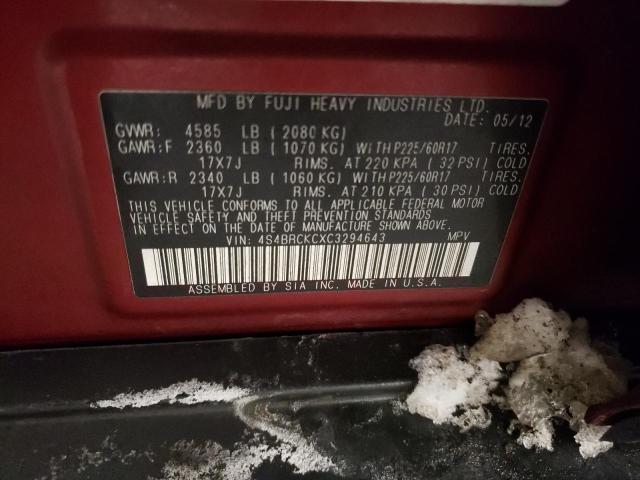 MFD BY FUJI HEAVY INDUSTRIES LTD.
DATE: 05/12
GVWR: 4585 LB (2080 KG)
GAWR:F 2360 LB (1070 KG) WITH P225/60R17 TIRES.
17X7J RIMS. AT 220 KPA (32 PSI) COLD
GAWR:R 2340 LB (1060 KG) WITH P225/60R17 TIRES.
17X7J RIMS. AT 210 KPA (30 PSI) COLD
THIS VEHICLE CONFORMS TO ALL APPLICABLE FEDERAL MOTOR
VEHICLE SAFETY AND THEFT PREVENTION STANDARDS
IN EFFECT ON THE DATE OF MANUFACTURE SHOWN ABOVE.
VIN: 4S4BRCKCXC3294643 MPV
ASSEMBLED BY SIA INC. MADE IN U.S.A.